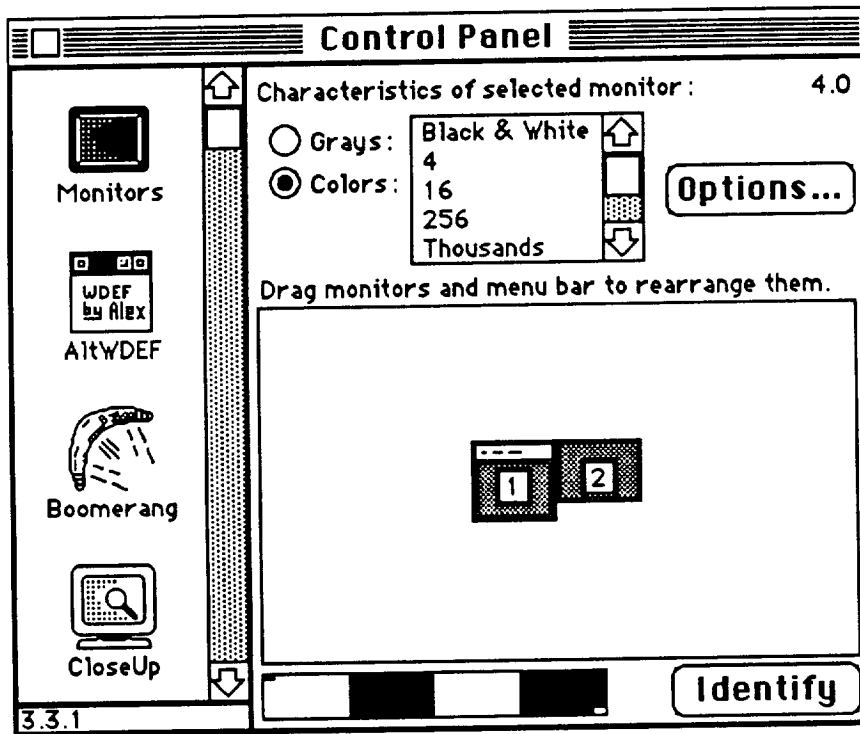 Control Panel
Monitors
WDEF
by Alex
AltWDEF
Boomerang
CloseUp
3.3.1
Characteristics of selected monitor: 4.0
Grays:
Colors:
Black & White
4
16
256
Thousands
Options...
Drag monitors and menu bar to rearrange them.
1
2
Identify